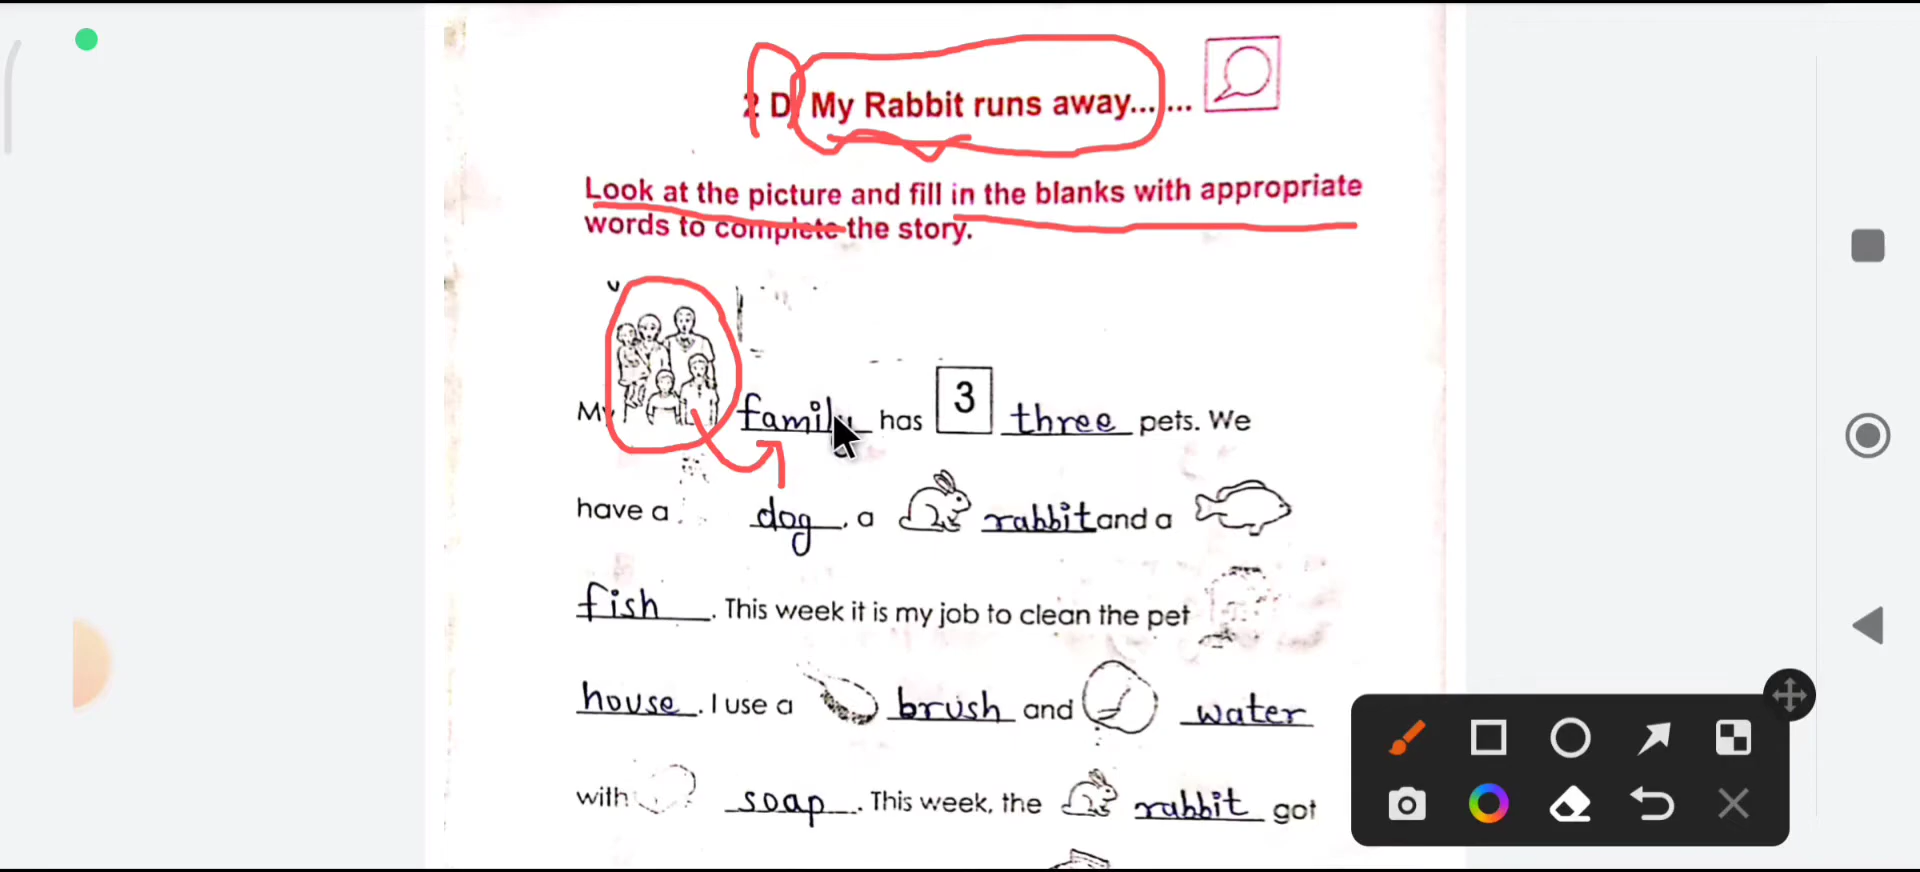 2 D My Rabbit runs away... ...
Look at the picture and fill in the blanks with appropriate
words to complete the story.
My family has 3 three pets. We
have a dog, a rabbit and a
fish. This week it is my job to clean the pet
house. I use a brush and water
with soap. This week, the rabbit got